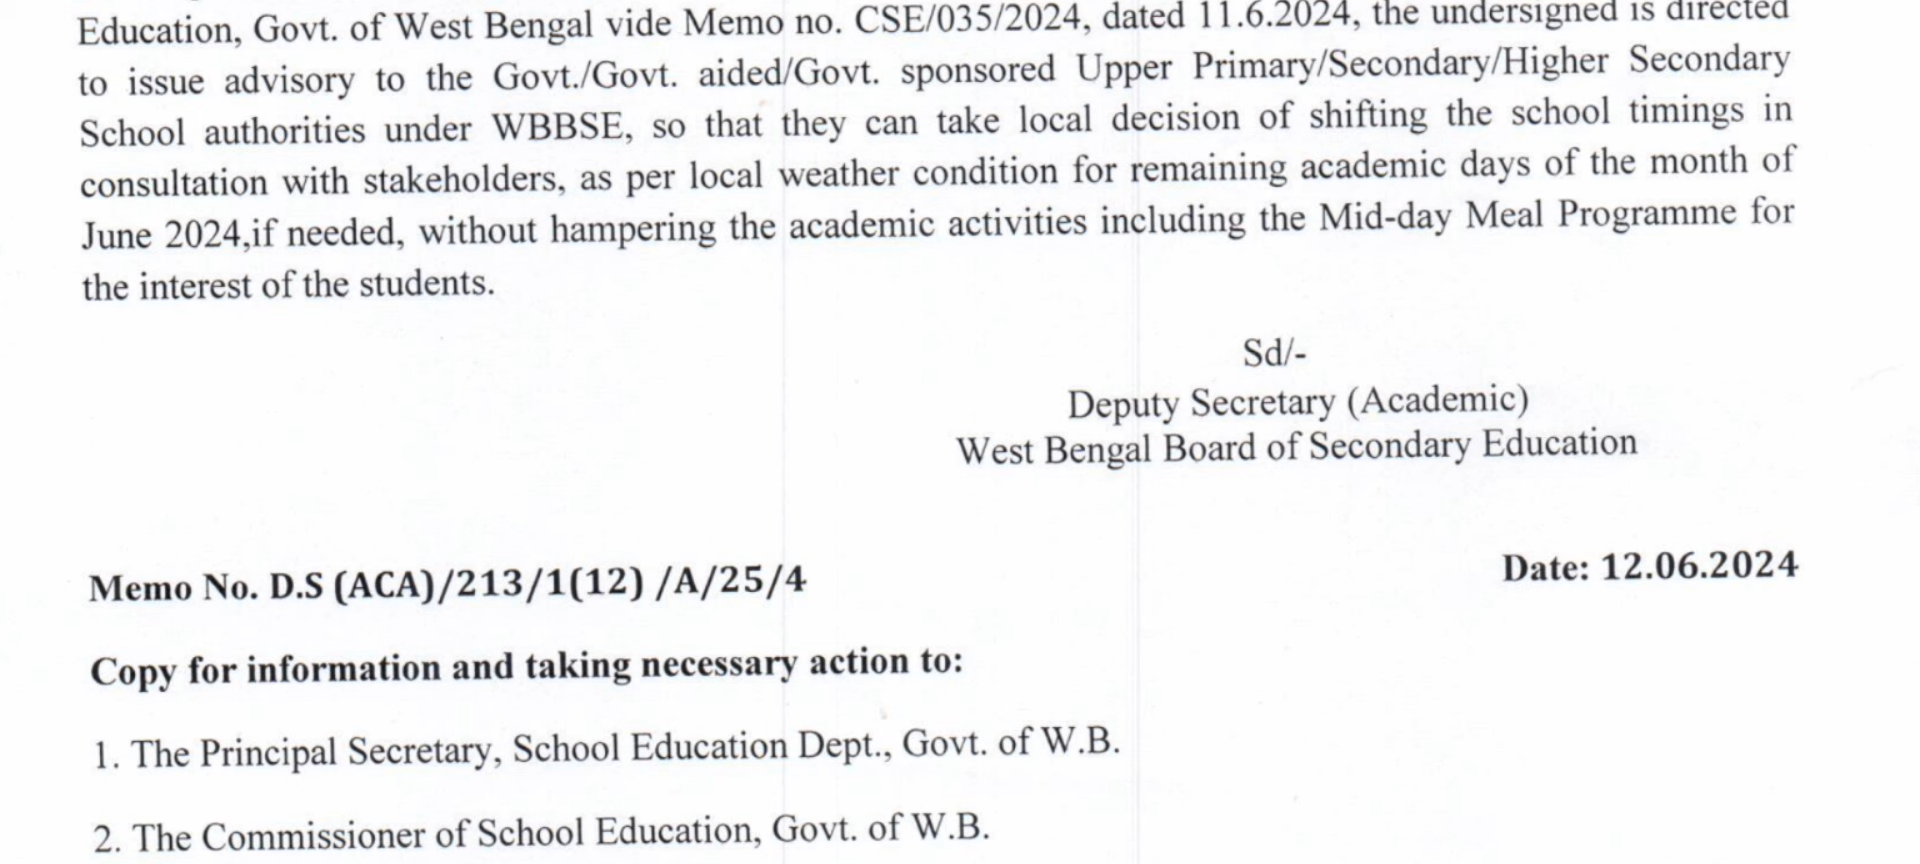 Education, Govt. of West Bengal vide Memo no. CSE/035/2024, dated 11.6.2024, the undersigned is directed
to issue advisory to the Govt./Govt. aided/Govt. sponsored Upper Primary/Secondary/Higher Secondary
School authorities under WBBSE, so that they can take local decision of shifting the school timings in
consultation with stakeholders, as per local weather condition for remaining academic days of the month of
June 2024,if needed, without hampering the academic activities including the Mid-day Meal Programme for
the interest of the students.
Sd/-
Deputy Secretary (Academic)
West Bengal Board of Secondary Education
Memo No. D.S (ACA)/213/1(12) /A/25/4
Date: 12.06.2024
Copy for information and taking necessary action to:
1. The Principal Secretary, School Education Dept., Govt. of W.B.
2. The Commissioner of School Education, Govt. of W.B.